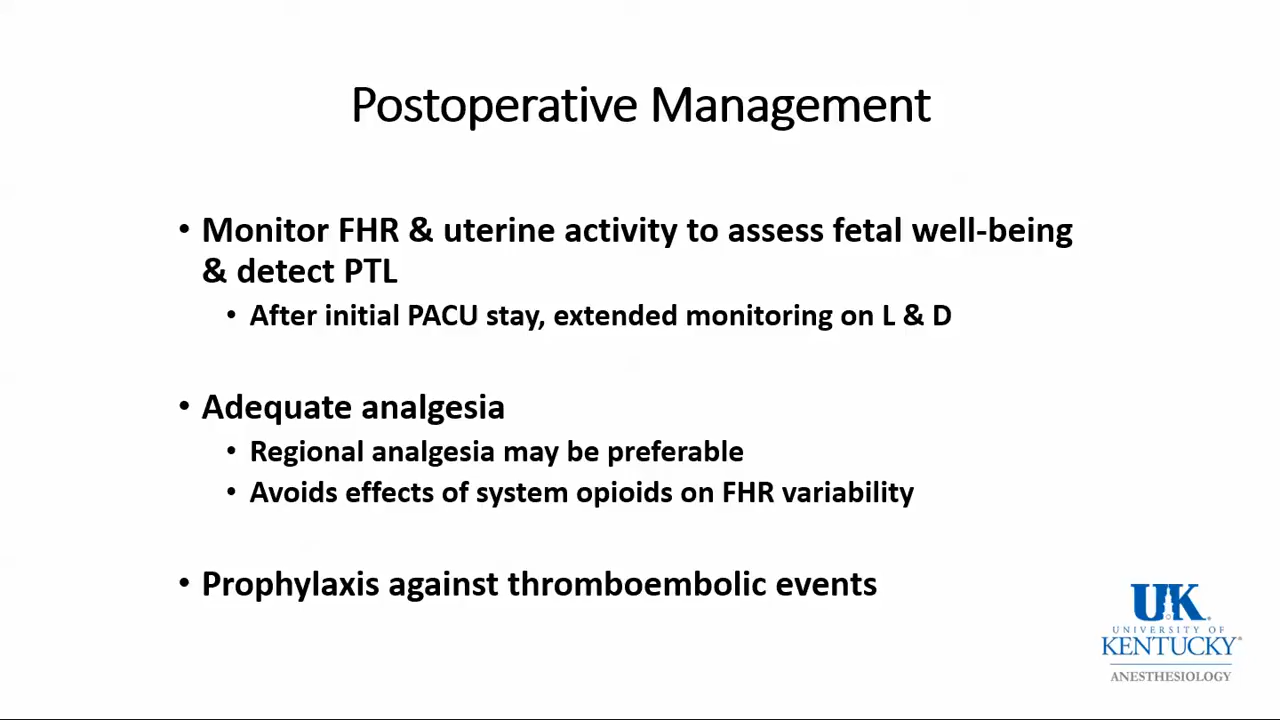 Postoperative Management
• Monitor FHR & uterine activity to assess fetal well-being
& detect PTL
• After initial PACU stay, extended monitoring on L & D
• Adequate analgesia
• Regional analgesia may be preferable
• Avoids effects of system opioids on FHR variability
• Prophylaxis against thromboembolic events
UK
UNIVERSITY OF
KENTUCKY®
ANESTHESIOLOGY